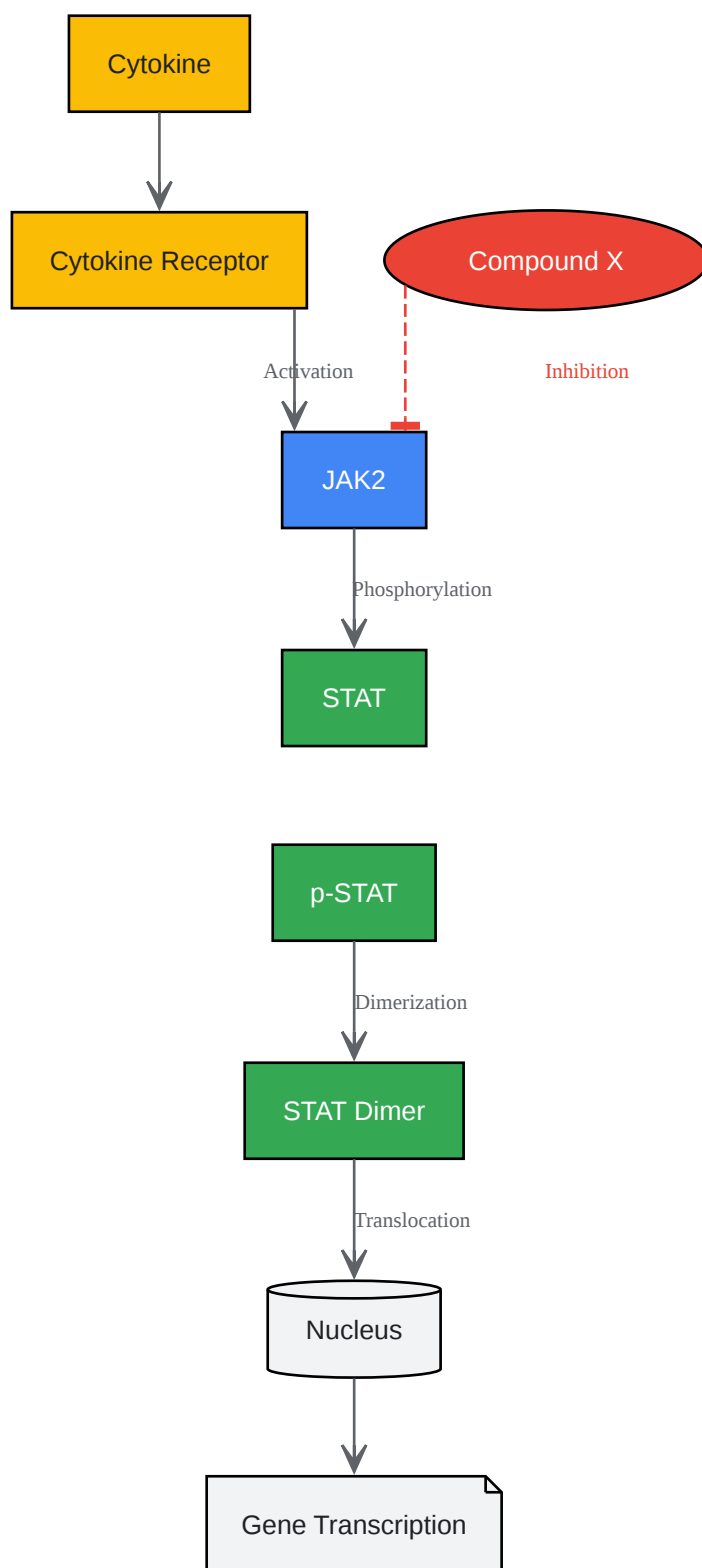 Cytokine
Cytokine Receptor
Compound X
Activation
Inhibition
JAK2
Phosphorylation
STAT
p-STAT
Dimerization
STAT Dimer
Translocation
Nucleus
Gene Transcription